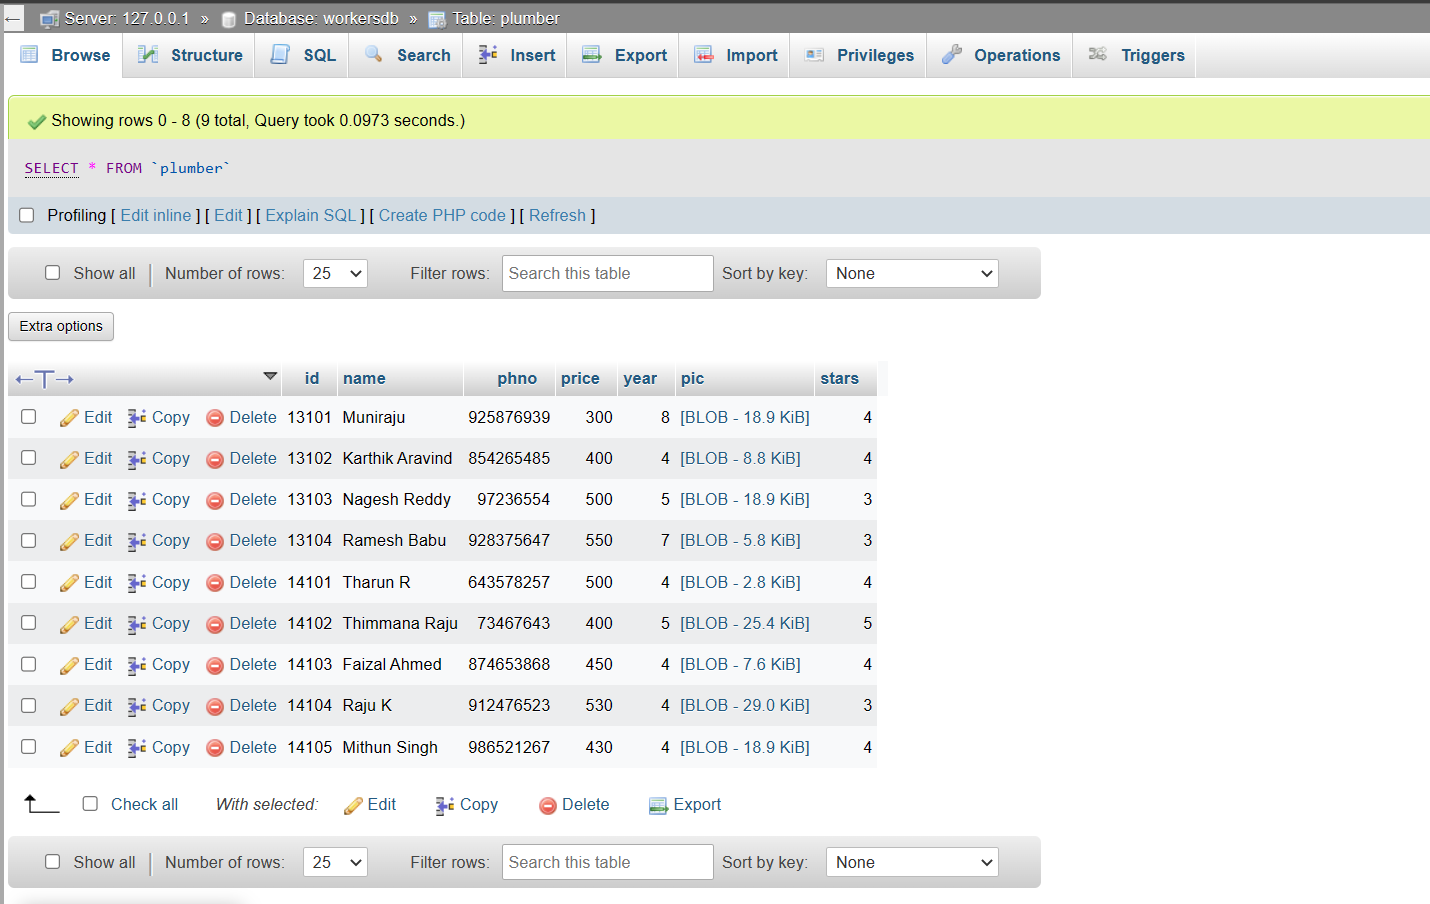 Server: 127.0.0.1 » Database: workersdb » Table: plumber
Browse Structure SQL Search Insert Export Import Privileges Operations Triggers
Showing rows 0 - 8 (9 total, Query took 0.0973 seconds.)
SELECT * FROM `plumber`
Profiling [ Edit inline ] [ Edit ] [ Explain SQL ] [ Create PHP code ] [ Refresh ]
Show all | Number of rows: 25 Filter rows: Search this table Sort by key: None
Extra options
←T→ id name phno price year pic stars
Edit Copy Delete 13101 Muniraju 925876939 300 8 [BLOB - 18.9 KiB] 4
Edit Copy Delete 13102 Karthik Aravind 854265485 400 4 [BLOB - 8.8 KiB] 4
Edit Copy Delete 13103 Nagesh Reddy 97236554 500 5 [BLOB - 18.9 KiB] 3
Edit Copy Delete 13104 Ramesh Babu 928375647 550 7 [BLOB - 5.8 KiB] 3
Edit Copy Delete 14101 Tharun R 643578257 500 4 [BLOB - 2.8 KiB] 4
Edit Copy Delete 14102 Thimmana Raju 73467643 400 5 [BLOB - 25.4 KiB] 5
Edit Copy Delete 14103 Faizal Ahmed 874653868 450 4 [BLOB - 7.6 KiB] 4
Edit Copy Delete 14104 Raju K 912476523 530 4 [BLOB - 29.0 KiB] 3
Edit Copy Delete 14105 Mithun Singh 986521267 430 4 [BLOB - 18.9 KiB] 4
Check all With selected: Edit Copy Delete Export
Show all | Number of rows: 25 Filter rows: Search this table Sort by key: None